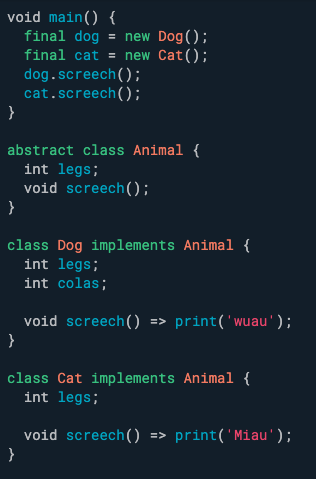 void main() {
  final dog = new Dog();
  final cat = new Cat();
  dog.screech();
  cat.screech();
}

abstract class Animal {
  int legs;
  void screech();
}

class Dog implements Animal {
  int legs;
  int colas;

  void screech() => print('wuau');
}

class Cat implements Animal {
  int legs;

  void screech() => print('Miau');
}